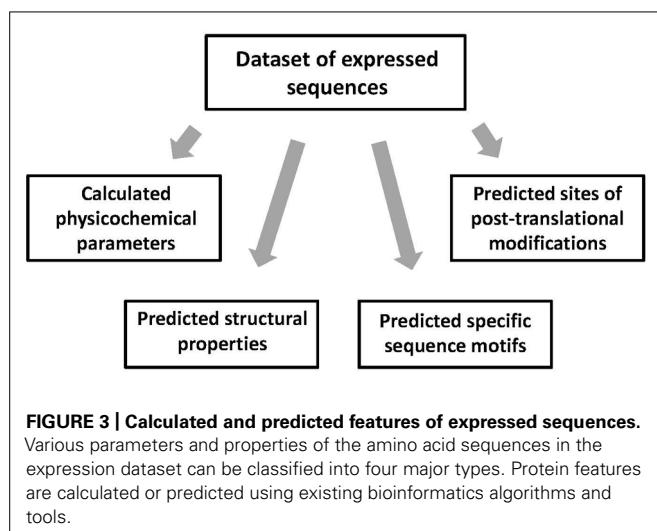 Dataset of expressed
sequences
Calculated
physicochemical
parameters
Predicted sites of
post-translational
modifications
Predicted structural
properties
Predicted specific
sequence motifs
FIGURE 3 | Calculated and predicted features of expressed sequences.
Various parameters and properties of the amino acid sequences in the
expression dataset can be classified into four major types. Protein features
are calculated or predicted using existing bioinformatics algorithms and
tools.